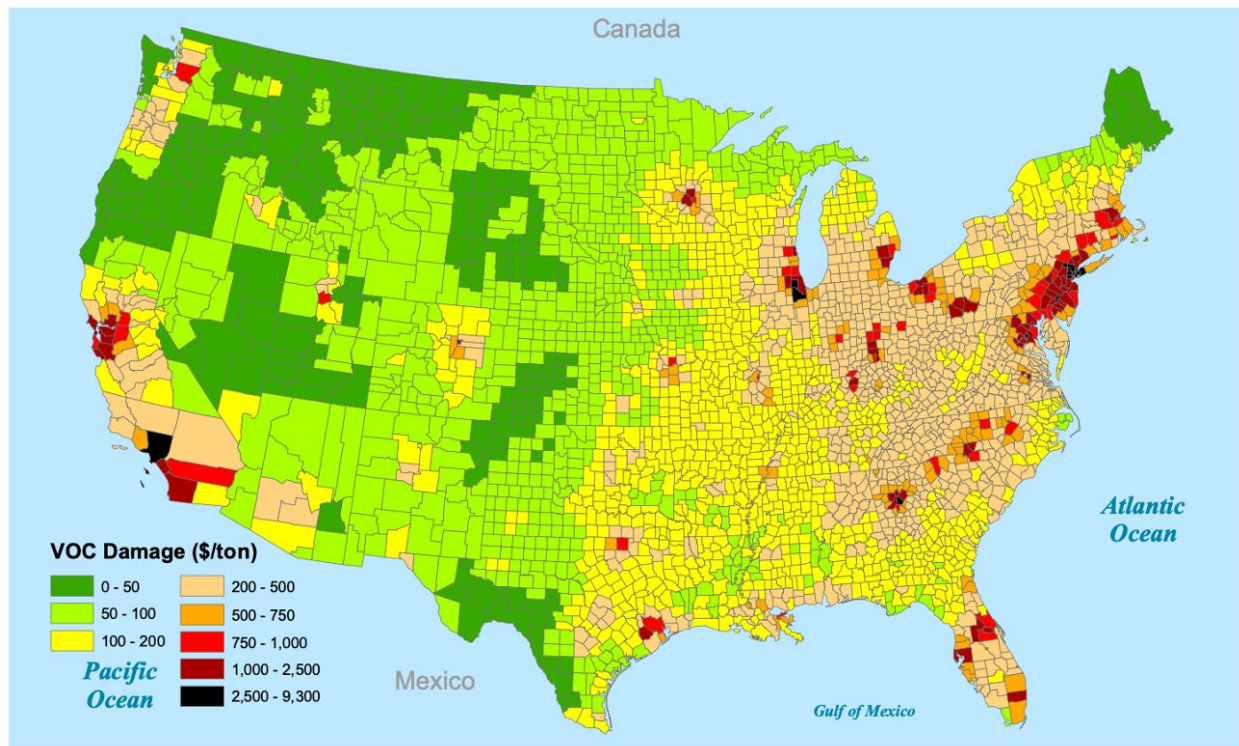 Canada
Atlantic
Ocean
VOC Damage ($/ton)
0 - 50
50 - 100
100 - 200
200 - 500
500 - 750
750 - 1,000
1,000 - 2,500
2,500 - 9,300
Pacific
Ocean
Mexico
Gulf of Mexico